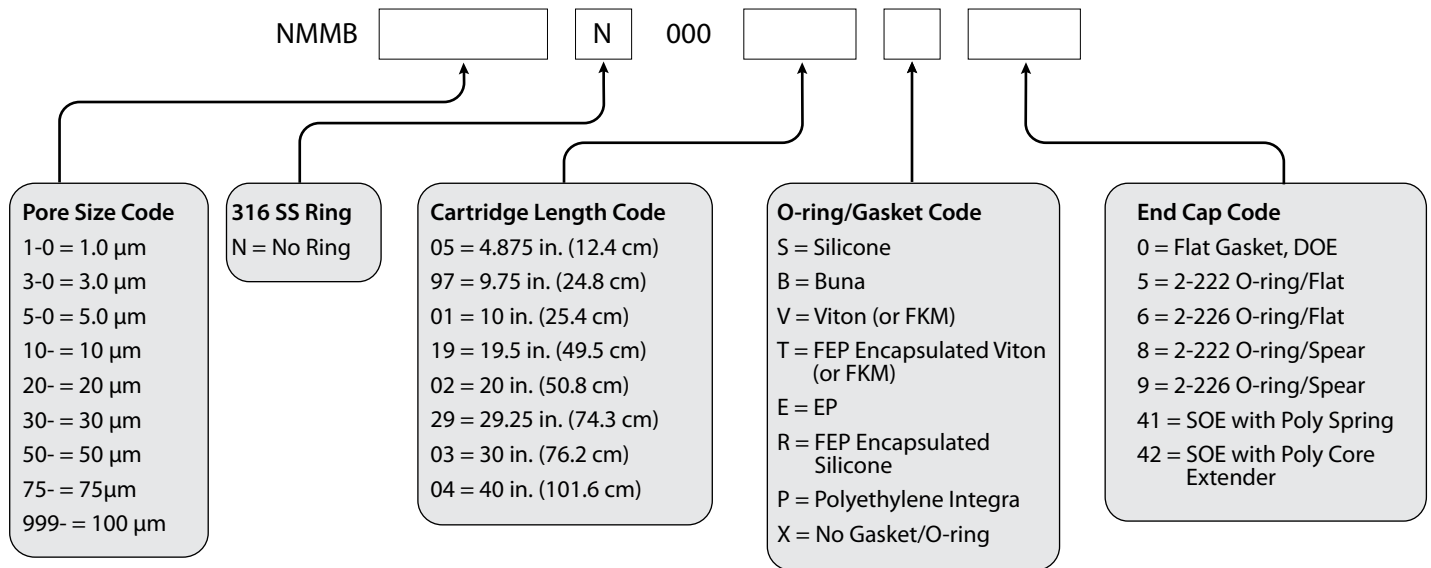 NMMB N 000
Pore Size Code
1-0 = 1.0 µm
3-0 = 3.0 µm
5-0 = 5.0 µm
10- = 10 µm
20- = 20 µm
30- = 30 µm
50- = 50 µm
75- = 75µm
999- = 100 µm
316 SS Ring
N = No Ring
Cartridge Length Code
05 = 4.875 in. (12.4 cm)
97 = 9.75 in. (24.8 cm)
01 = 10 in. (25.4 cm)
19 = 19.5 in. (49.5 cm)
02 = 20 in. (50.8 cm)
29 = 29.25 in. (74.3 cm)
03 = 30 in. (76.2 cm)
04 = 40 in. (101.6 cm)
O-ring/Gasket Code
S = Silicone
B = Buna
V = Viton (or FKM)
T = FEP Encapsulated Viton
(or FKM)
E = EP
R = FEP Encapsulated
Silicone
P = Polyethylene Integra
X = No Gasket/O-ring
End Cap Code
0 = Flat Gasket, DOE
5 = 2-222 O-ring/Flat
6 = 2-226 O-ring/Flat
8 = 2-222 O-ring/Spear
9 = 2-226 O-ring/Spear
41 = SOE with Poly Spring
42 = SOE with Poly Core
Extender